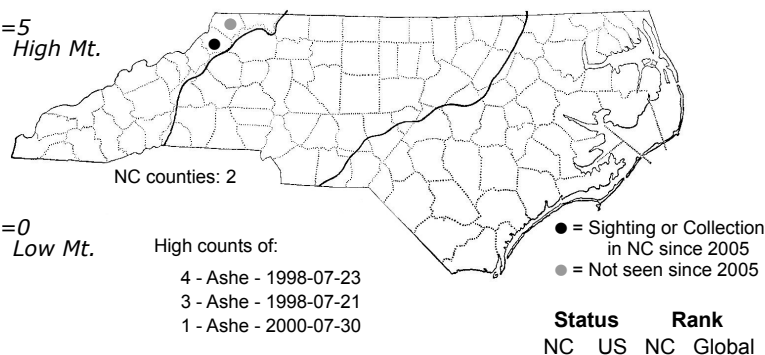 =5
High Mt.
NC counties: 2
=0
Low Mt.
High counts of:
4 - Ashe - 1998-07-23
3 - Ashe - 1998-07-21
1 - Ashe - 2000-07-30
● = Sighting or Collection
in NC since 2005
● = Not seen since 2005
Status Rank
NC US NC Global